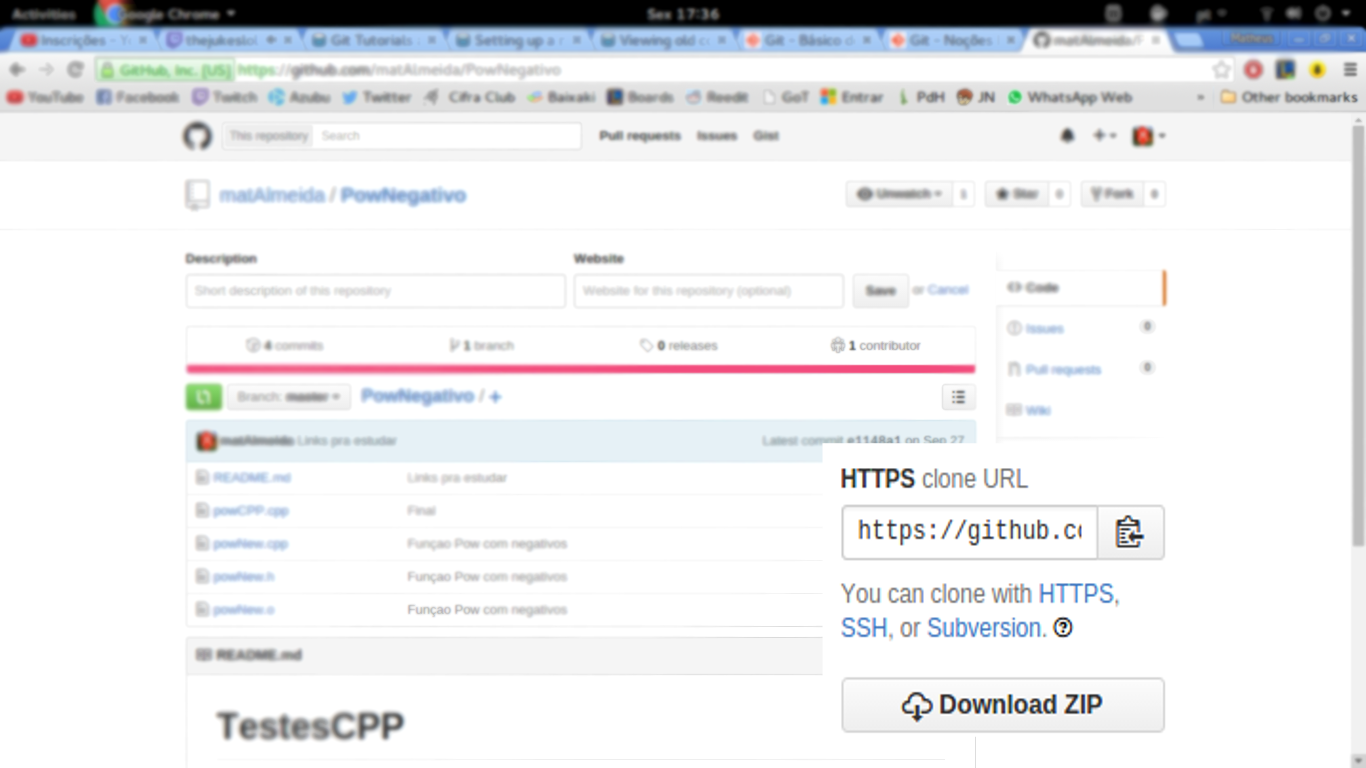 Activities
Google Chrome
Sex 17:36
pt
Inscrições - Y
thejukeslol
Git Tutorials
Setting up a r
Viewing old c
Git - Básico d
Git - Noções
matAlmeida/P
Matheus
GitHub, Inc. [US] https://github.com/matAlmeida/PowNegativo
YouTube
Facebook
Twitch
Azubu
Twitter
Cifra Club
Baixaki
Boards
Reedit
GoT
Entrar
PdH
JN
WhatsApp Web
»
Other bookmarks
This repository
Search
Pull requests
Issues
Gist
matAlmeida / PowNegativo
Unwatch 1
Star 0
Fork 0
Description
Website
Short description of this repository
Website for this repository (optional)
Save or Cancel
4 commits
1 branch
0 releases
1 contributor
Code
Issues 0
Pull requests 0
Wiki
Branch: master
PowNegativo / +
matAlmeida Links pra estudar
Latest commit e1148a1 on Sep 27
README.md Links pra estudar
powCPP.cpp Final
powNew.cpp Funçao Pow com negativos
powNew.h Funçao Pow com negativos
powNew.o Funçao Pow com negativos
README.md
TestesCPP
HTTPS clone URL
https://github.co
You can clone with HTTPS,
SSH, or Subversion.
Download ZIP